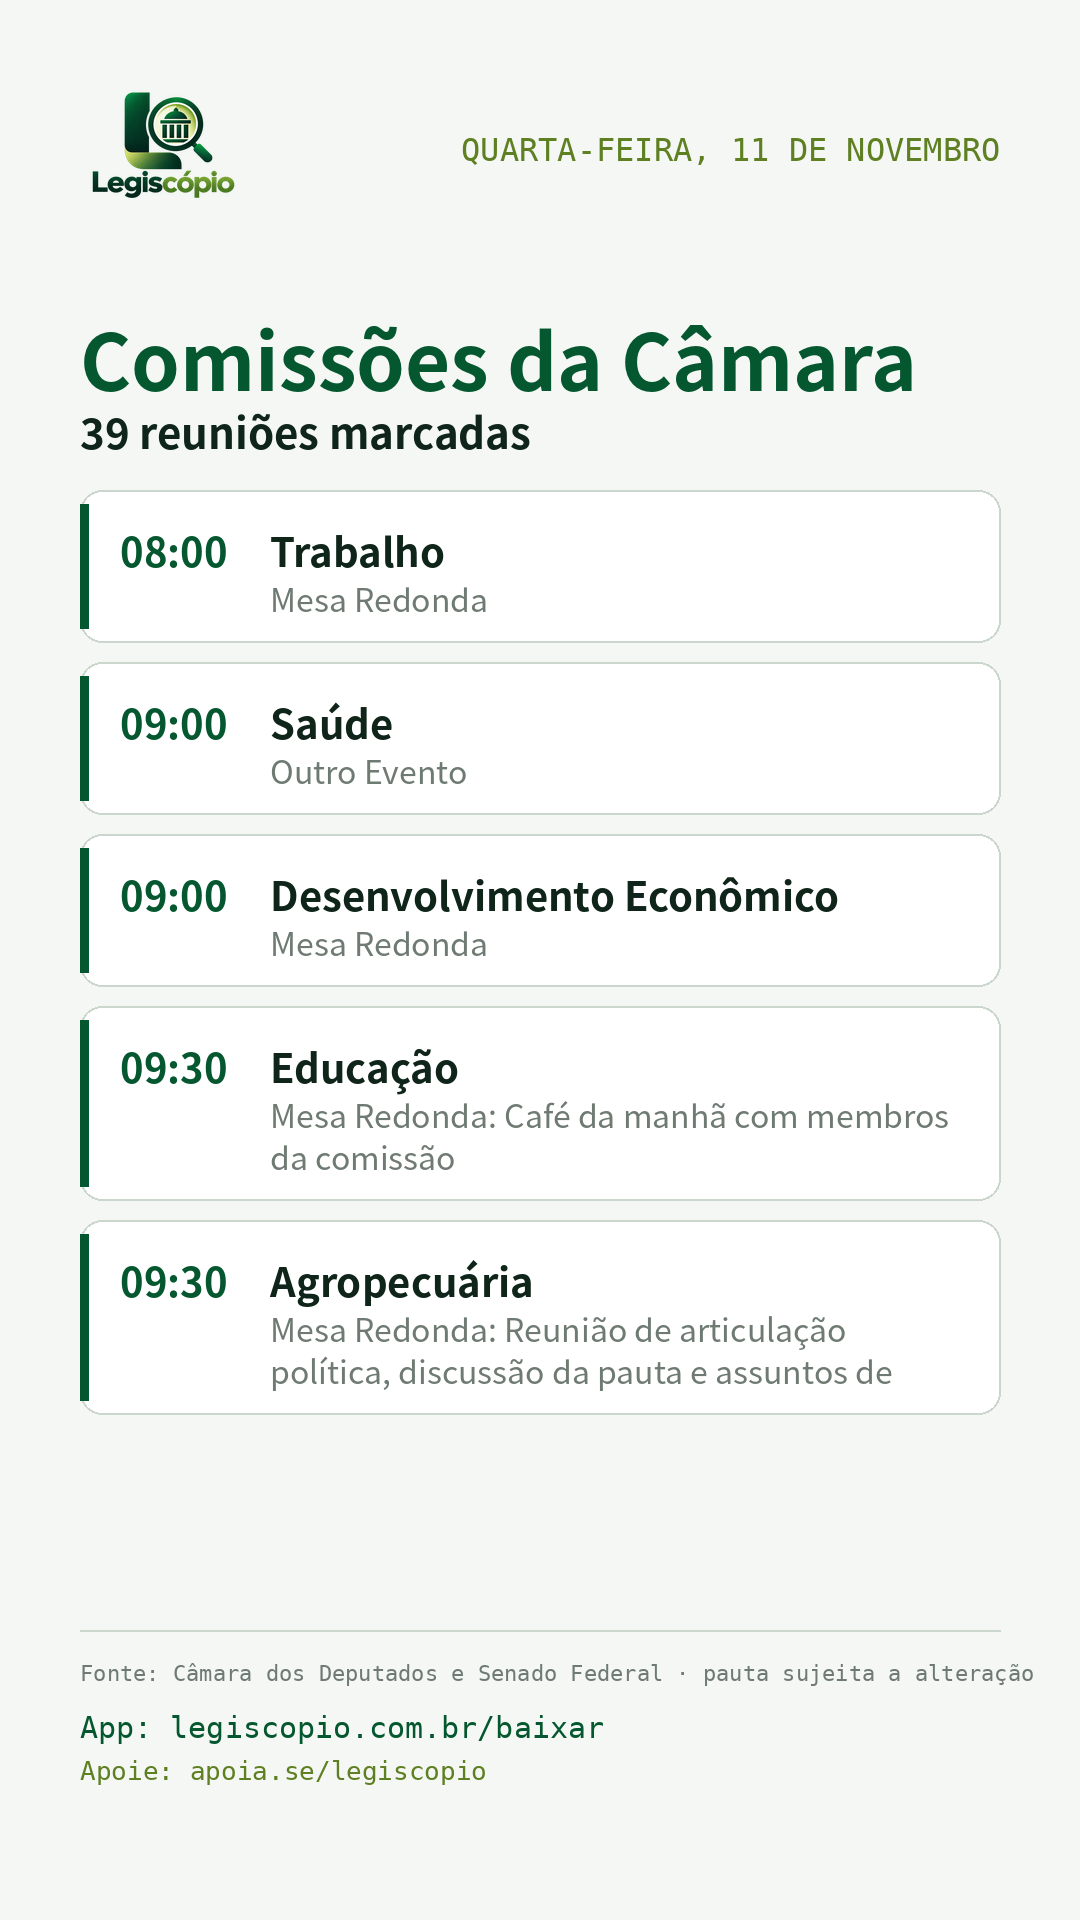 Legiscópio
QUARTA-FEIRA, 11 DE NOVEMBRO
Comissões da Câmara
39 reuniões marcadas
08:00 Trabalho
Mesa Redonda
09:00 Saúde
Outro Evento
09:00 Desenvolvimento Econômico
Mesa Redonda
09:30 Educação
Mesa Redonda: Café da manhã com membros
da comissão
09:30 Agropecuária
Mesa Redonda: Reunião de articulação
política, discussão da pauta e assuntos de
Fonte: Câmara dos Deputados e Senado Federal · pauta sujeita a alteração
App: legiscopio.com.br/baixar
Apoie: apoia.se/legiscopio